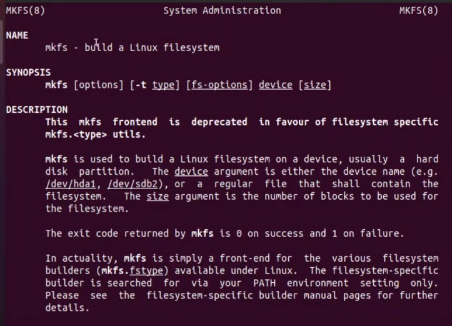 MKFS(8) System Administration MKFS(8)
NAME
mkfs - build a Linux filesystem
SYNOPSIS
mkfs [options] [-t type] [fs-options] device [size]
DESCRIPTION
This mkfs frontend is deprecated in favour of filesystem specific
mkfs.<type> utils.
mkfs is used to build a Linux filesystem on a device, usually a hard
disk partition. The device argument is either the device name (e.g.
/dev/hda1, /dev/sdb2), or a regular file that shall contain the
filesystem. The size argument is the number of blocks to be used for
the filesystem.
The exit code returned by mkfs is 0 on success and 1 on failure.
In actuality, mkfs is simply a front-end for the various filesystem
builders (mkfs.fstype) available under Linux. The filesystem-specific
builder is searched for via your PATH environment setting only.
Please see the filesystem-specific builder manual pages for further
details.